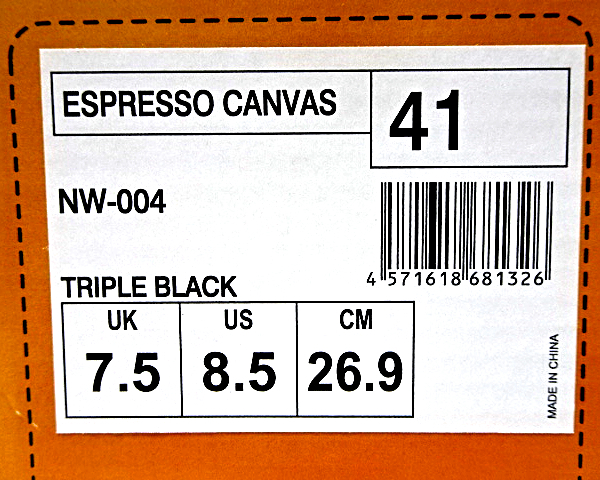 ESPRESSO CANVAS
41
NW-004
4 571618 681326
TRIPLE BLACK
UK US CM
7.5 8.5 26.9
MADE IN CHINA